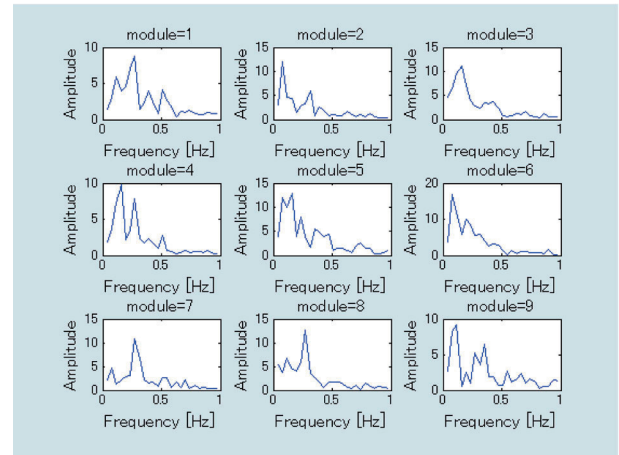 module=1 module=2 module=3
10 15 15
Amplitude 5 Amplitude 10 Amplitude 10
5 5
0 0 0
0 0.5 1 0 0.5 1 0 0.5 1
Frequency [Hz] Frequency [Hz] Frequency [Hz]
module=4 module=5 module=6
10 15 20
Amplitude 5 Amplitude 10 Amplitude 10
5
0 0 0
0 0.5 1 0 0.5 1 0 0.5 1
Frequency [Hz] Frequency [Hz] Frequency [Hz]
module=7 module=8 module=9
15 15 10
Amplitude 10 Amplitude 10 Amplitude 5
5 5
0 0 0
0 0.5 1 0 0.5 1 0 0.5 1
Frequency [Hz] Frequency [Hz] Frequency [Hz]